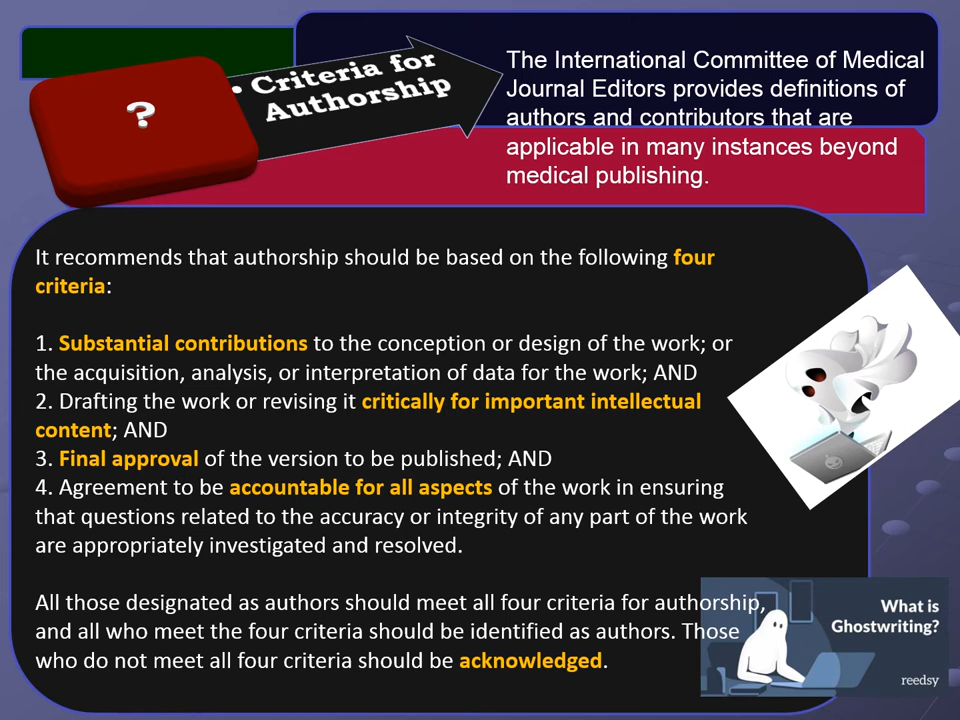 ?
• Criteria for
Authorship
The International Committee of Medical
Journal Editors provides definitions of
authors and contributors that are
applicable in many instances beyond
medical publishing.
It recommends that authorship should be based on the following four
criteria:
1. Substantial contributions to the conception or design of the work; or
the acquisition, analysis, or interpretation of data for the work; AND
2. Drafting the work or revising it critically for important intellectual
content; AND
3. Final approval of the version to be published; AND
4. Agreement to be accountable for all aspects of the work in ensuring
that questions related to the accuracy or integrity of any part of the work
are appropriately investigated and resolved.
All those designated as authors should meet all four criteria for authorship,
and all who meet the four criteria should be identified as authors. Those
who do not meet all four criteria should be acknowledged.
What is
Ghostwriting?
reedsy